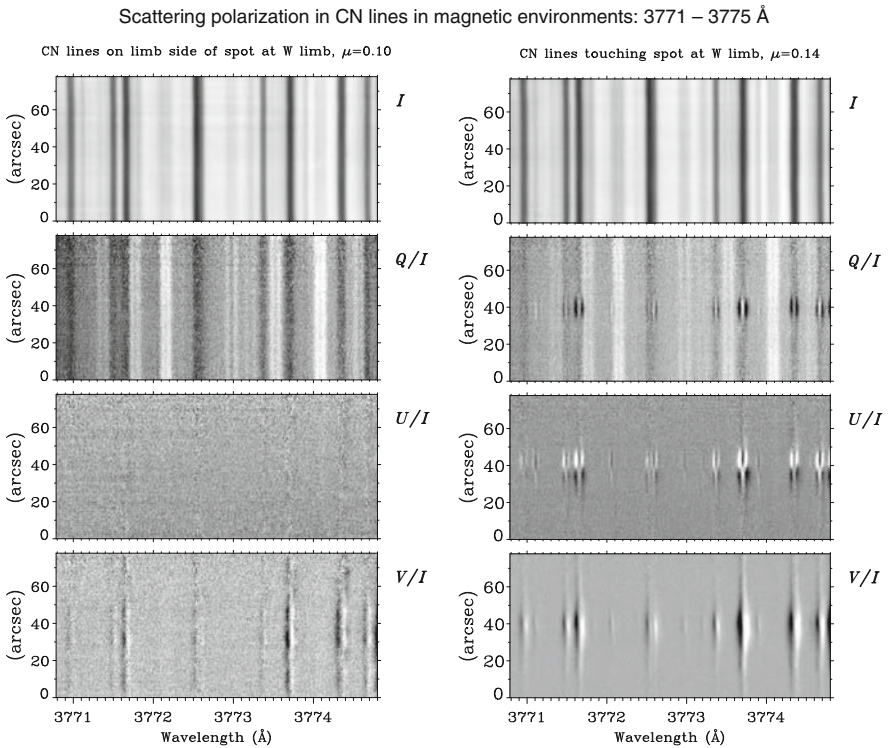 Scattering polarization in CN lines in magnetic environments: 3771 – 3775 Å
CN lines on limb side of spot at W limb, μ=0.10
I
(arcsec)
60
40
20
0
Q/I
(arcsec)
60
40
20
0
U/I
(arcsec)
60
40
20
0
V/I
(arcsec)
60
40
20
0
3771 3772 3773 3774
Wavelength (Å)
CN lines touching spot at W limb, μ=0.14
I
(arcsec)
60
40
20
0
Q/I
(arcsec)
60
40
20
0
U/I
(arcsec)
60
40
20
0
V/I
(arcsec)
60
40
20
0
3771 3772 3773 3774
Wavelength (Å)